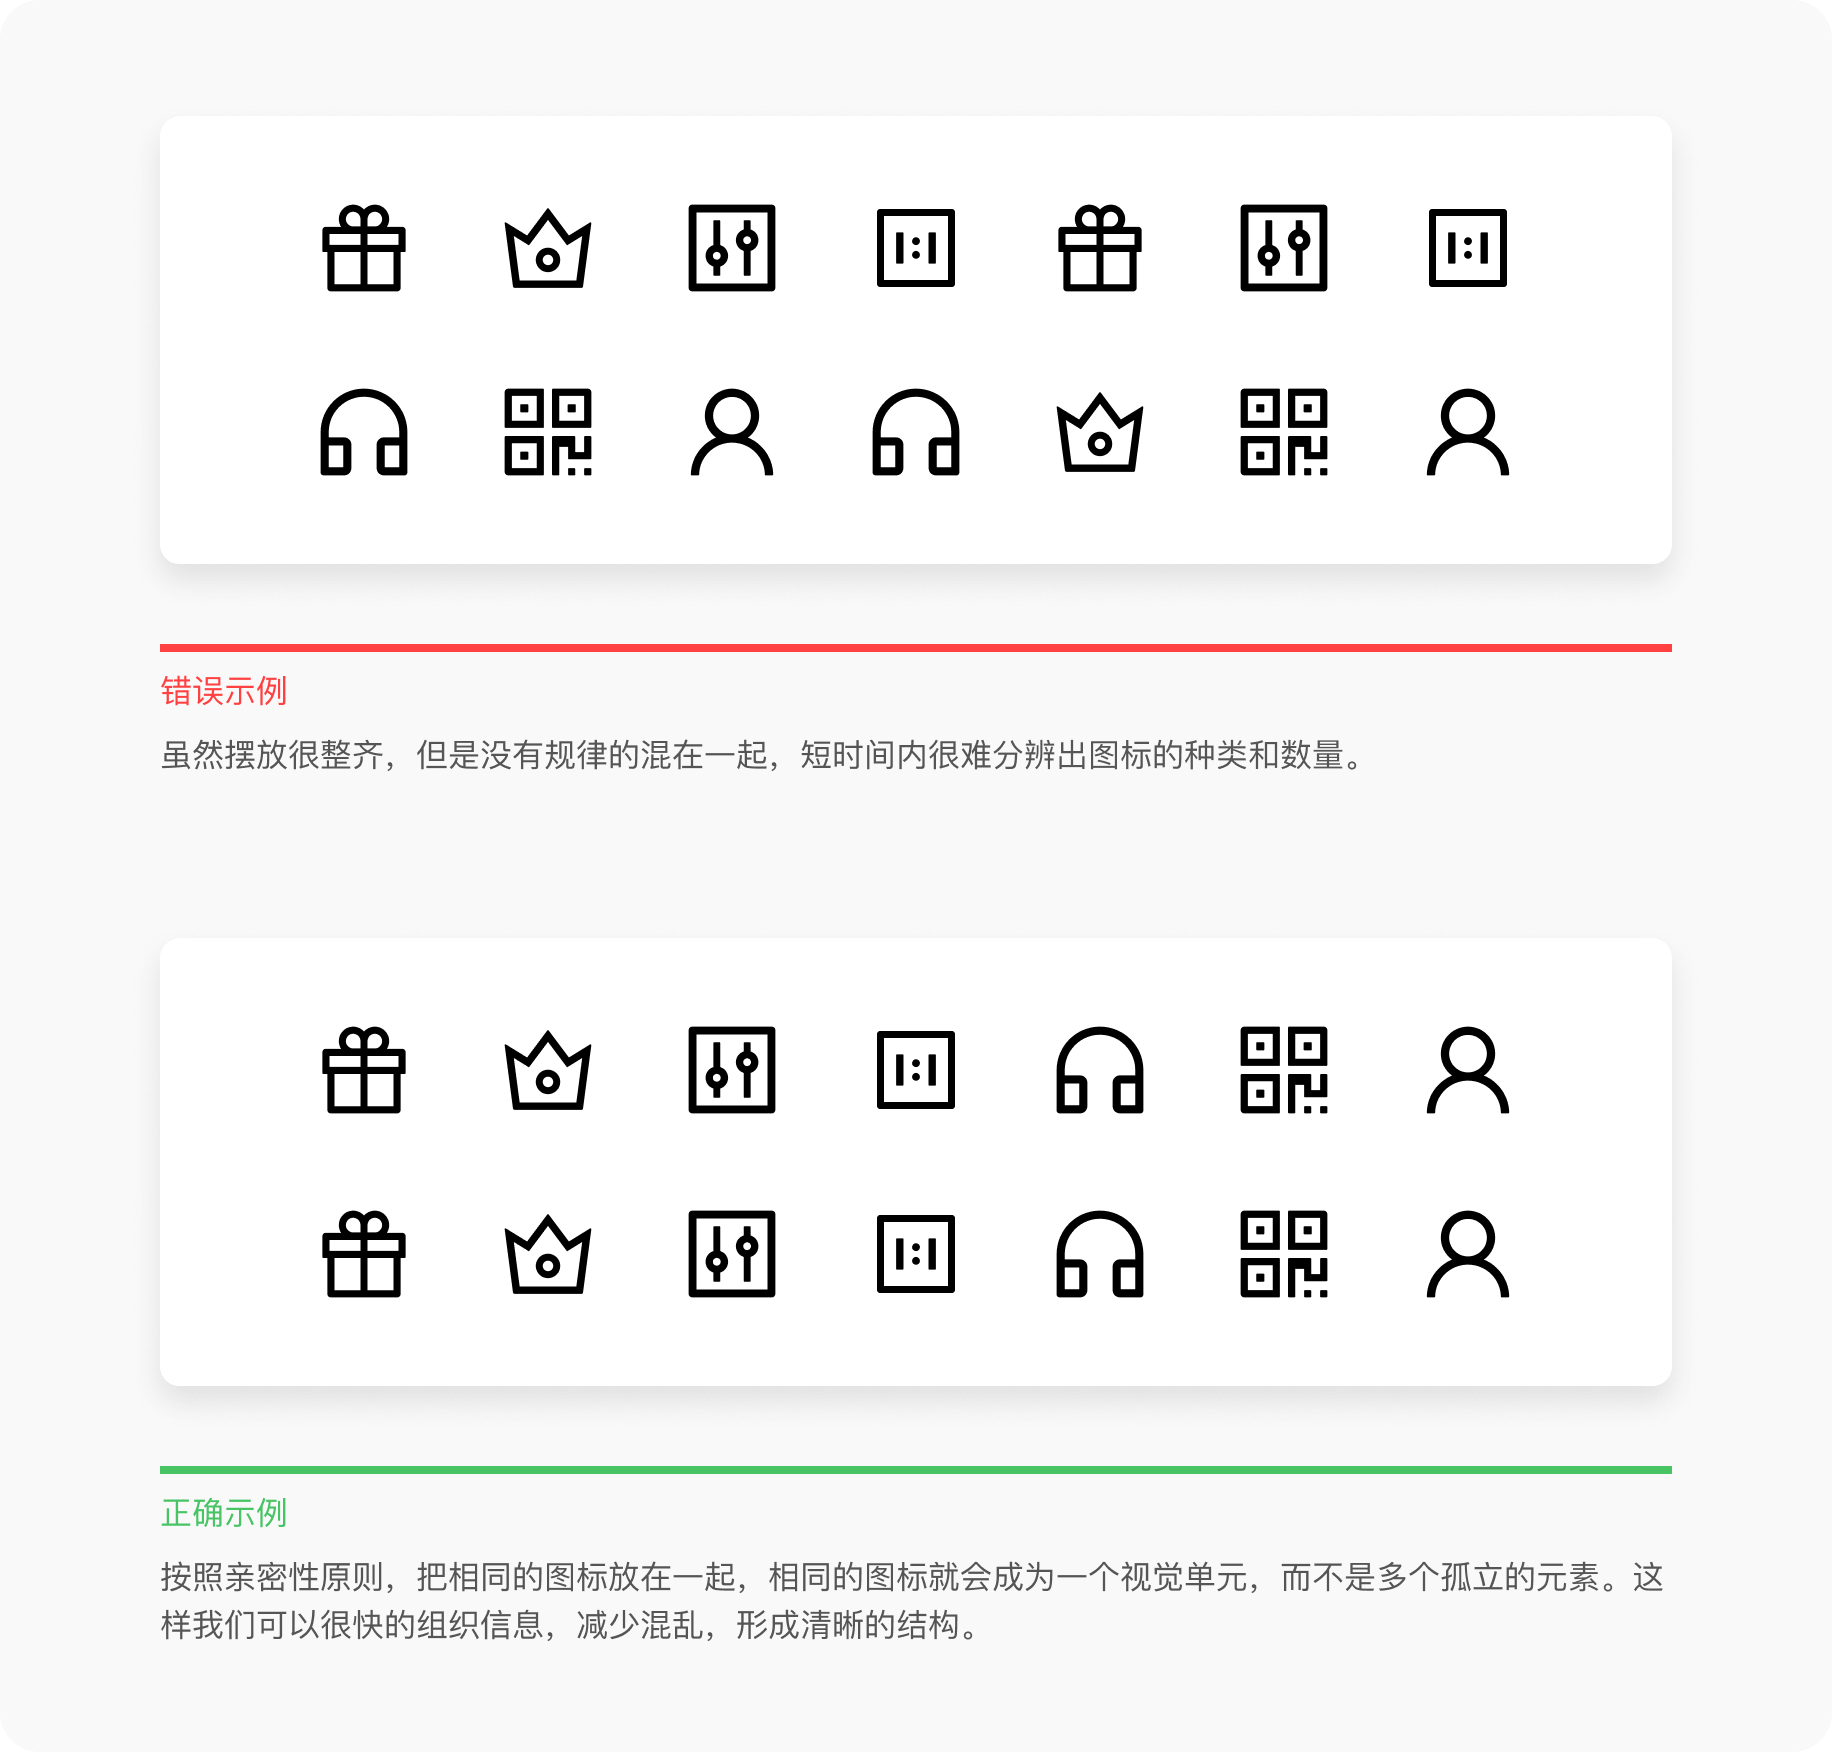 错误示例
虽然摆放很整齐，但是没有规律的混在一起，短时间内很难分辨出图标的种类和数量。
正确示例
按照亲密性原则，把相同的图标放在一起，相同的图标就会成为一个视觉单元，而不是多个孤立的元素。这
样我们可以很快的组织信息，减少混乱，形成清晰的结构。